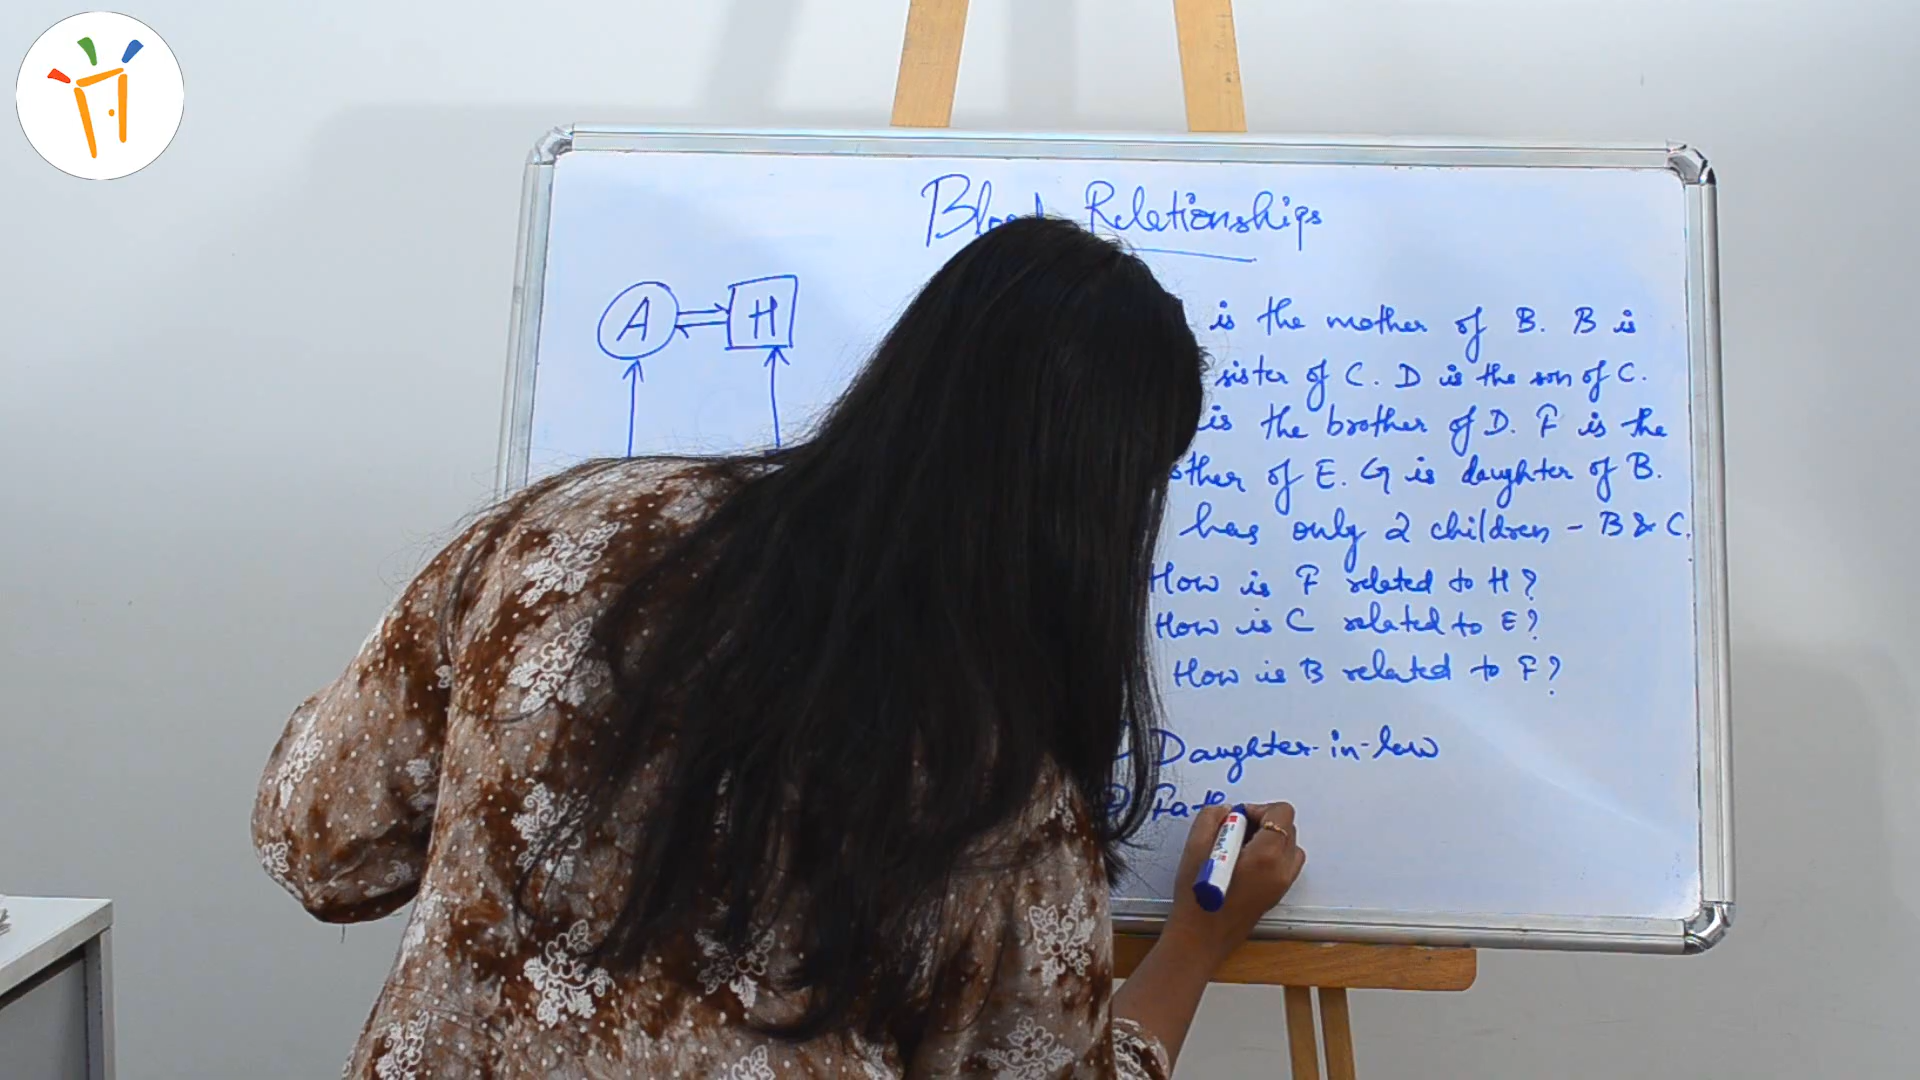 Relationships
A H
is the mother of B. B is
sister of C. D is the son of C.
is the brother of D. F is the
of E. G is daughter of B.
has only 2 children - B & C.
How is F related to H?
How is C related to E?
How is B related to F?
Daughter-in-law
② Fath